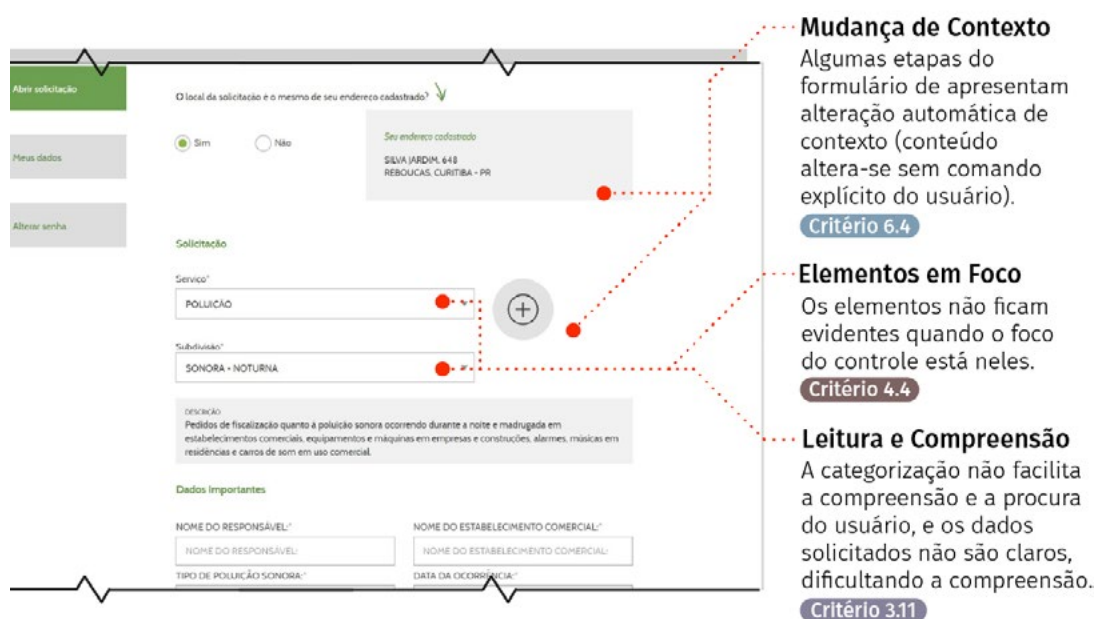 Abrir solicitação
Meus dados
Alterar senha
O local da solicitação é o mesmo de seu endereço cadastrado?
Sim
Não
Seu endereço cadastrado
SILVA JARDIM, 648
REBOUCAS, CURITIBA - PR
Solicitação
Serviço*
POLUICÃO
Subdivisão*
SONORA - NOTURNA
DESCRIÇÃO
Pedidos de fiscalização quanto à poluição sonora ocorrendo durante a noite e madrugada em
estabelecimentos comerciais, equipamentos e máquinas em empresas e construções, alarmes, músicas em
residências e carros de som em uso comercial.
Dados Importantes
NOME DO RESPONSÁVEL:*
NOME DO ESTABELECIMENTO COMERCIAL:*
NOME DO RESPONSÁVEL:
NOME DO ESTABELECIMENTO COMERCIAL:
TIPO DE POLUIÇÃO SONORA:*
DATA DA OCORRÊNCIA:*
Mudança de Contexto
Algumas etapas do
formulário de apresentam
alteração automática de
contexto (conteúdo
altera-se sem comando
explícito do usuário).
Critério 6.4
Elementos em Foco
Os elementos não ficam
evidentes quando o foco
do controle está neles.
Critério 4.4
Leitura e Compreensão
A categorização não facilita
a compreensão e a procura
do usuário, e os dados
solicitados não são claros,
dificultando a compreensão.
Critério 3.11